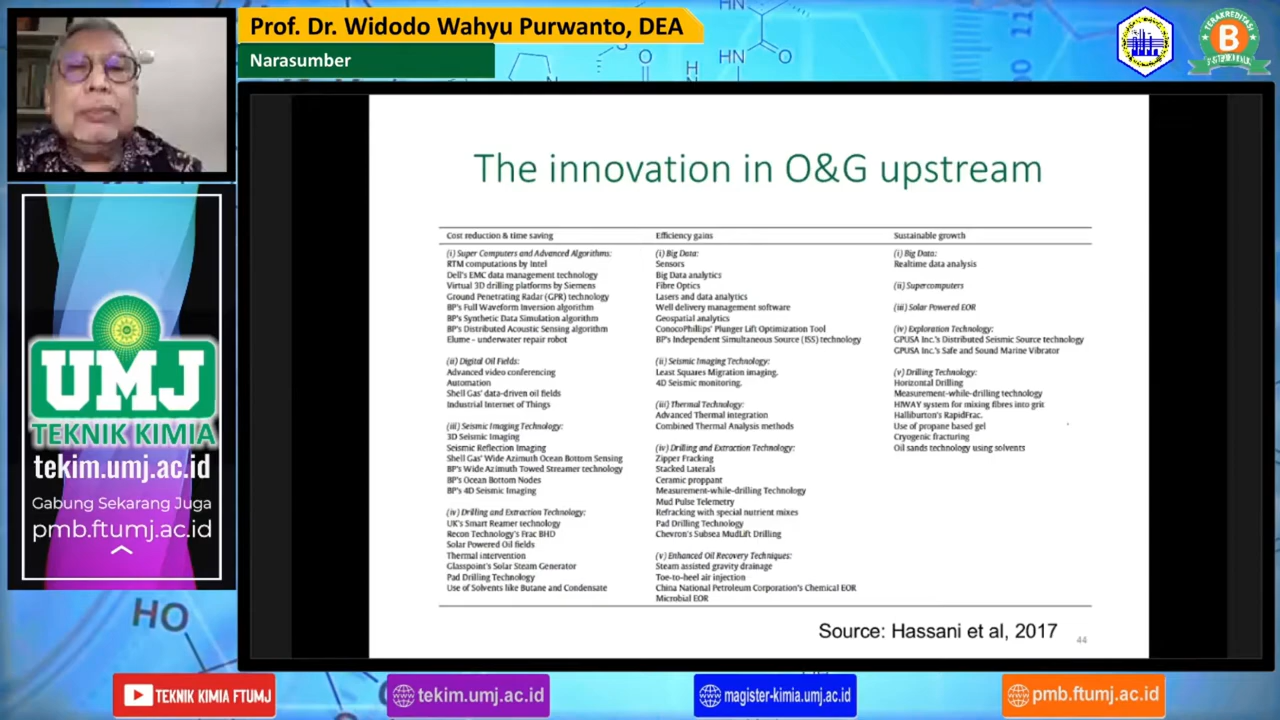 Prof. Dr. Widodo Wahyu Purwanto, DEA
Narasumber
HN
HN
O
O
H
N
HN
O
TERAKREDITASI
B
UMJ
TEKNIK KIMIA
tekim.umj.ac.id
Gabung Sekarang Juga
pmb.ftumj.ac.id
HO
The innovation in O&G upstream
Cost reduction & time saving
(i) Super Computers and Advanced Algorithms:
RTM computations by Intel
Dell's EMC data management technology
Virtual 3D drilling platforms by Siemens
Ground Penetrating Radar (GPR) technology
BP's Full Waveform Inversion algorithm
BP's Synthetic Data Simulation algorithm
BP's Distributed Acoustic Sensing algorithm
Elume - underwater repair robot
(ii) Digital Oil Fields:
Advanced video conferencing
Automation
Shell Gas' data-driven oil fields
Industrial Internet of Things
(iii) Seismic Imaging Technology:
3D Seismic Imaging
Seismic Reflection Imaging
Shell Gas' Wide Azimuth Ocean Bottom Sensing
BP's Wide Azimuth Towed Streamer technology
BP's Ocean Bottom Nodes
BP's 4D Seismic Imaging
(iv) Drilling and Extraction Technology:
UK's Smart Reamer technology
Recon Technology's Frac BHD
Solar Powered Oil fields
Thermal intervention
Glasspoint's Solar Steam Generator
Pad Drilling Technology
Use of Solvents like Butane and Condensate
Efficiency gains
(i) Big Data:
Sensors
Big Data analytics
Fibre Optics
Lasers and data analytics
Well delivery management software
Geospatial analytics
ConocoPhillips' Plunger Lift Optimization Tool
BP's Independent Simultaneous Source (ISS) technology
(ii) Seismic Imaging Technology:
Least Squares Migration imaging.
4D Seismic monitoring.
(iii) Thermal Technology:
Advanced Thermal integration
Combined Thermal Analysis methods
(iv) Drilling and Extraction Technology:
Zipper Fracking
Stacked Laterals
Ceramic proppant
Measurement-while-drilling Technology
Mud Pulse Telemetry
Refracking with special nutrient mixes
Pad Drilling Technology
Chevron's Subsea MudLift Drilling
(v) Enhanced Oil Recovery Techniques:
Steam assisted gravity drainage
Toe-to-heel air injection
China National Petroleum Corporation's Chemical EOR
Microbial EOR
Sustainable growth
(i) Big Data:
Realtime data analysis
(ii) Supercomputers
(iii) Solar Powered EOR
(iv) Exploration Technology:
GPUSA Inc.'s Distributed Seismic Source technology
GPUSA Inc.'s Safe and Sound Marine Vibrator
(v) Drilling Technology:
Horizontal Drilling
Measurement-while-drilling technology
HIWAY system for mixing fibres into grit
Halliburton's RapidFrac.
Use of propane based gel
Cryogenic fracturing
Oil sands technology using solvents
Source: Hassani et al, 2017
44
TEKNIK KIMIA FTUMJ
tekim.umj.ac.id
magister-kimia.umj.ac.id
pmb.ftumj.ac.id